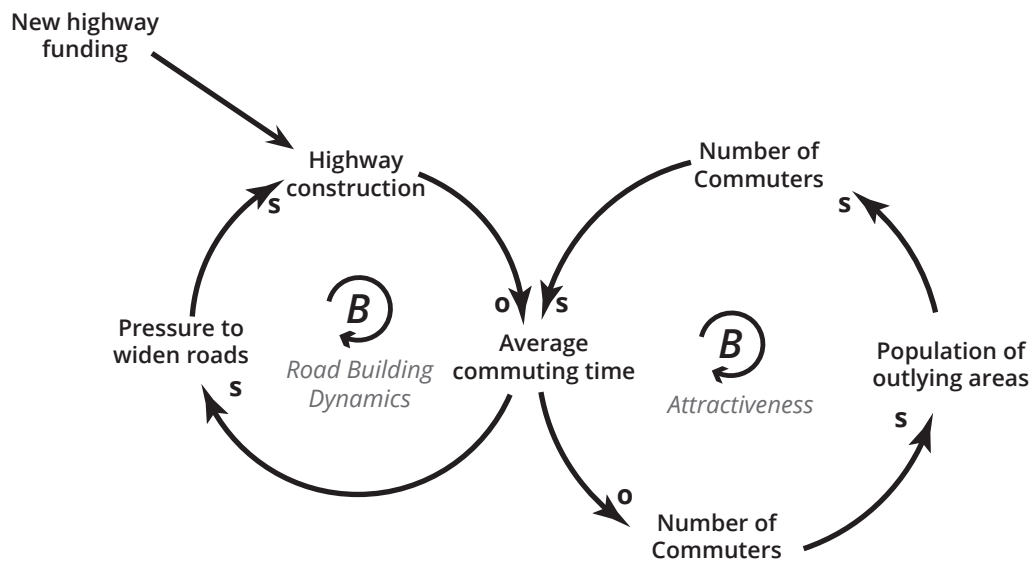 New highway
funding
Highway
construction
s
Number of
Commuters
s
o
s
B
Road Building
Dynamics
Pressure to
widen roads
s
Average
commuting time
B
Attractiveness
Population of
outlying areas
s
o
Number of
Commuters